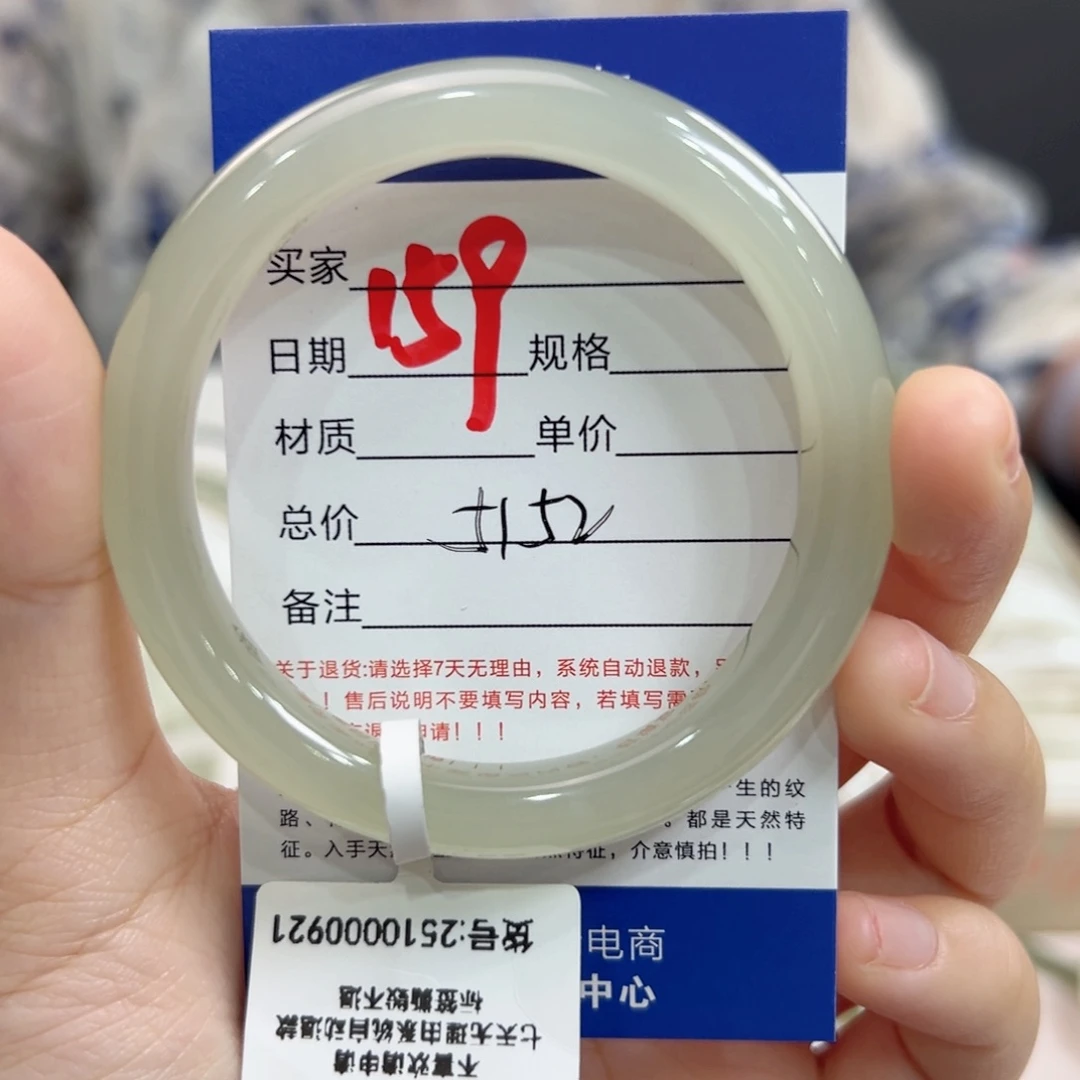 买家 159
日期 规格
材质 单价
总价
备注
关于退货:请选择7天无理由，系统自动退款，
！售后说明不要填写内容，若填写需
申请！！！
生的纹
路、
。都是天然特
征。入手天
特征，介意慎拍！！！
电商
中心
货号:2510000921
标签撕毁不退
七天无理由系统自动退款
不喜欢请申请